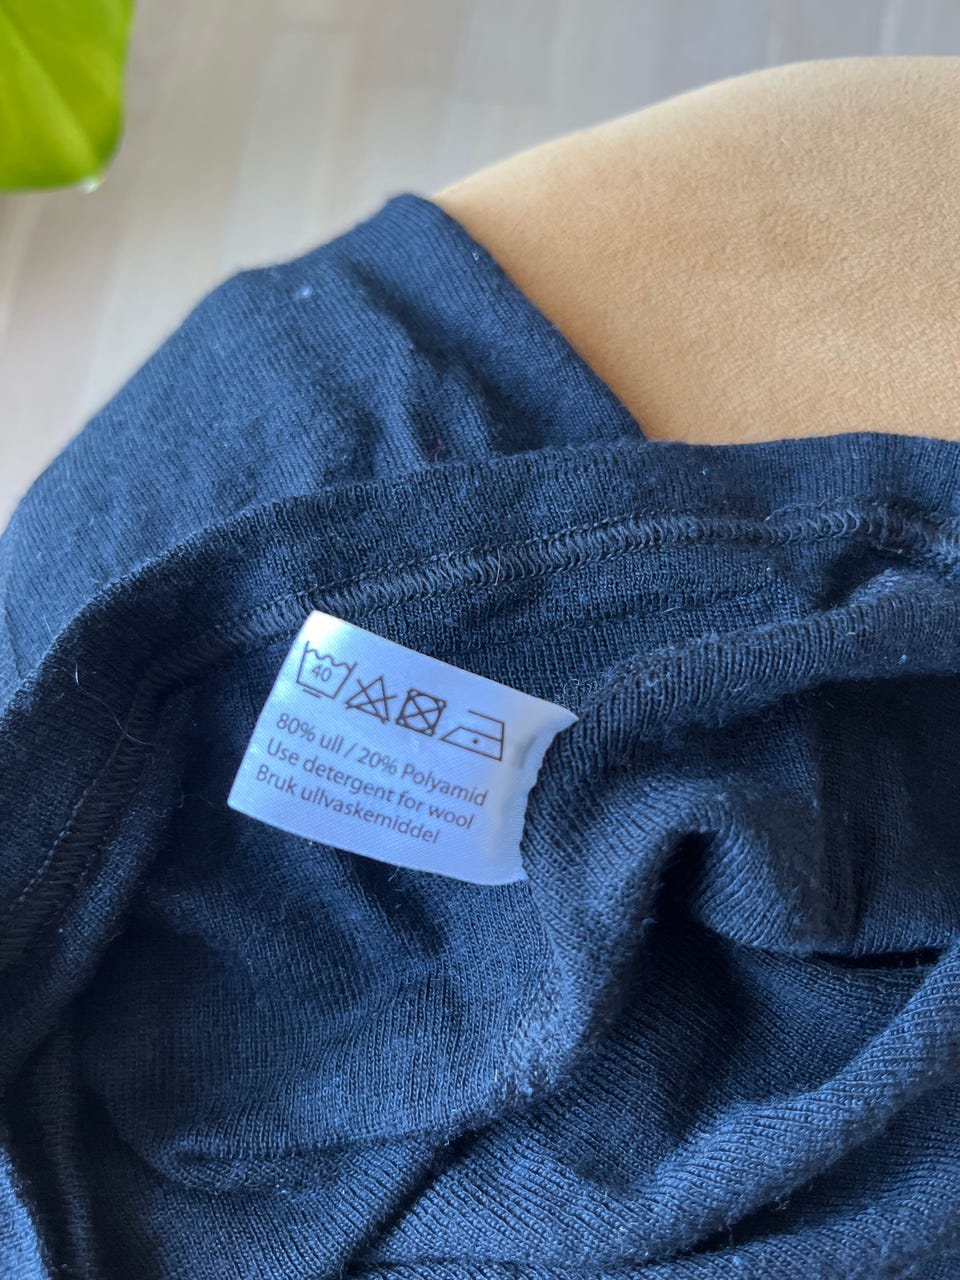 40
80% ull / 20% Polyamid
Use detergent for wool
Bruk ullvaskemiddel